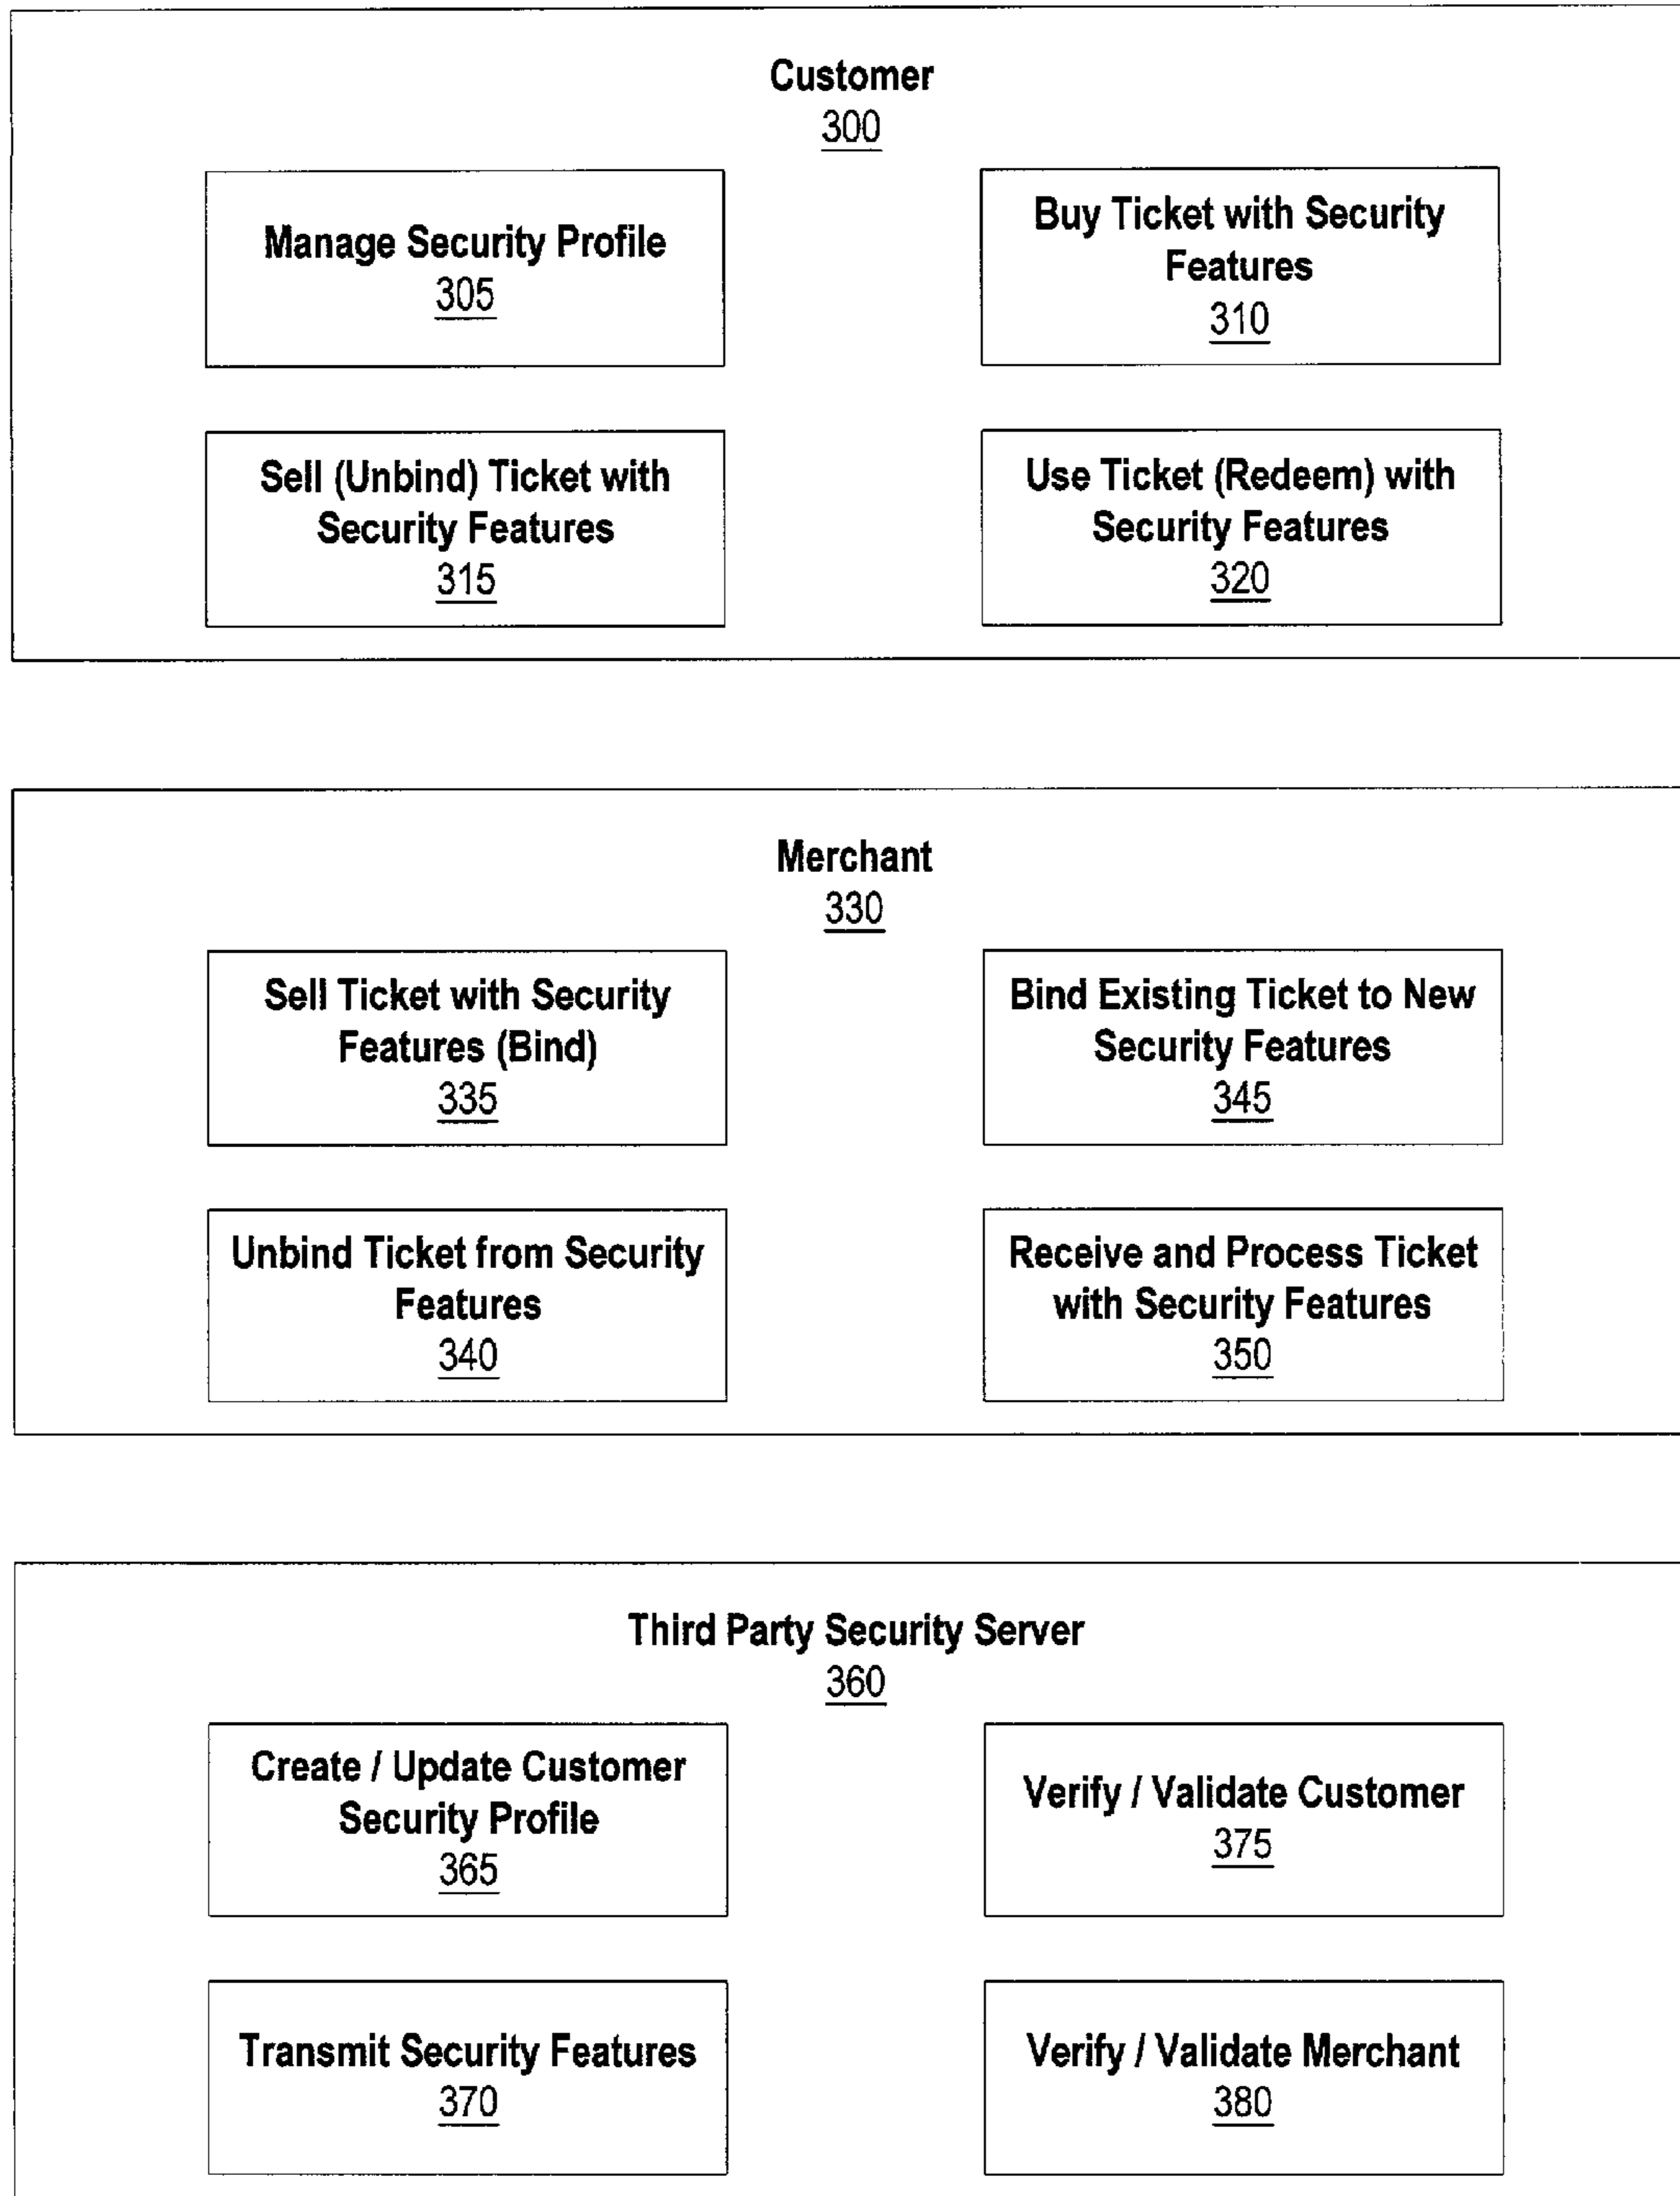 Customer
300
Manage Security Profile
305
Buy Ticket with Security
Features
310
Sell (Unbind) Ticket with
Security Features
315
Use Ticket (Redeem) with
Security Features
320
Merchant
330
Sell Ticket with Security
Features (Bind)
335
Bind Existing Ticket to New
Security Features
345
Unbind Ticket from Security
Features
340
Receive and Process Ticket
with Security Features
350
Third Party Security Server
360
Create / Update Customer
Security Profile
365
Verify / Validate Customer
375
Transmit Security Features
370
Verify / Validate Merchant
380